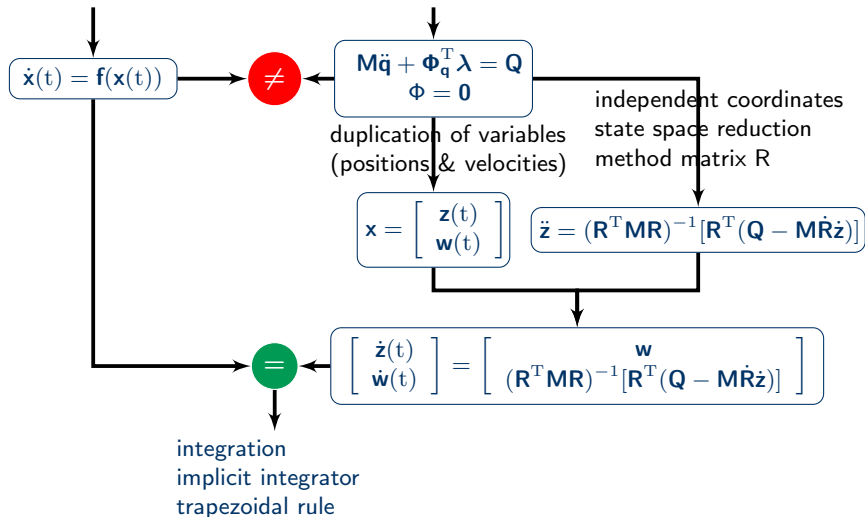 ẋ(t) = f(x(t))
≠
Mq̈ + Φ_q^T λ = Q
Φ = 0
duplication of variables
(positions & velocities)
independent coordinates
state space reduction
method matrix R
x = [ z(t)
w(t) ]
z̈ = (R^T MR)^−1[R^T(Q − MṘż)]
=
[ ż(t)
ẇ(t) ] = [ w
(R^T MR)^−1[R^T(Q − MṘż)] ]
integration
implicit integrator
trapezoidal rule